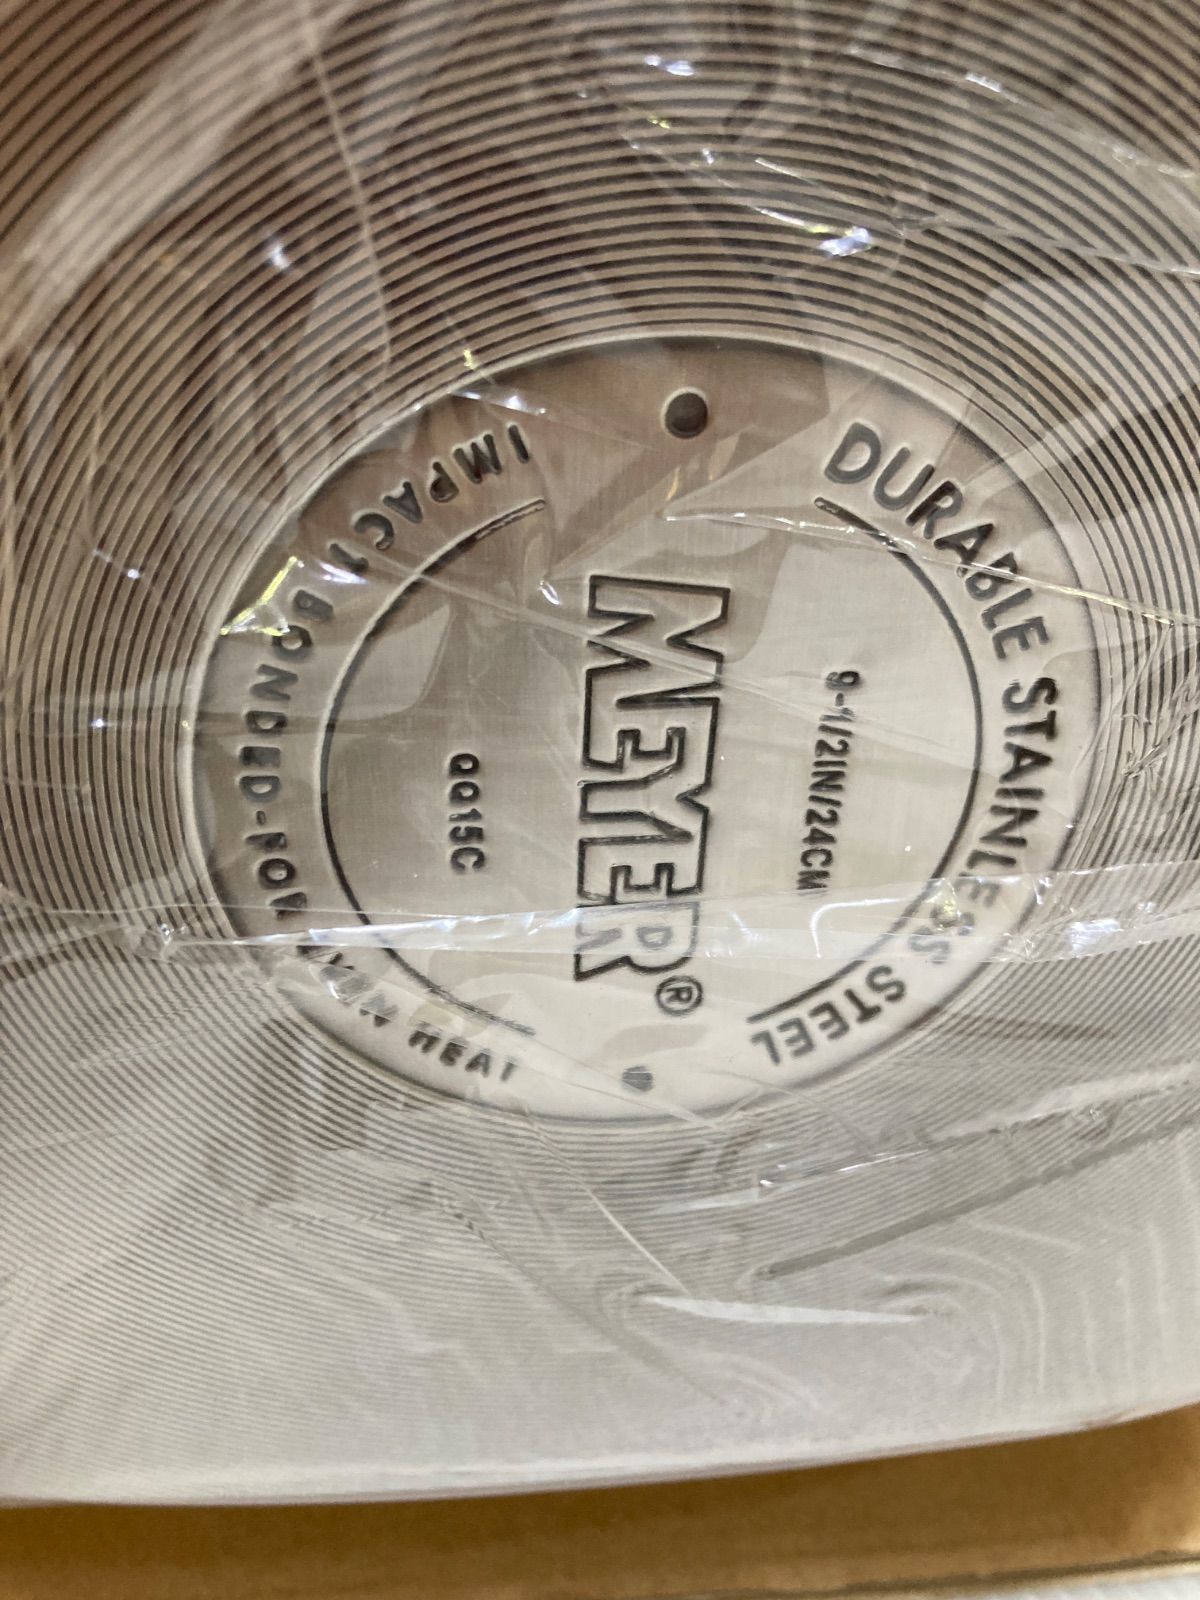 DURABLE STAINLESS STEEL
9-1/2IN/24CM
MEYER®
QQ15C
IMPACT BONDED-FOR EVEN HEAT